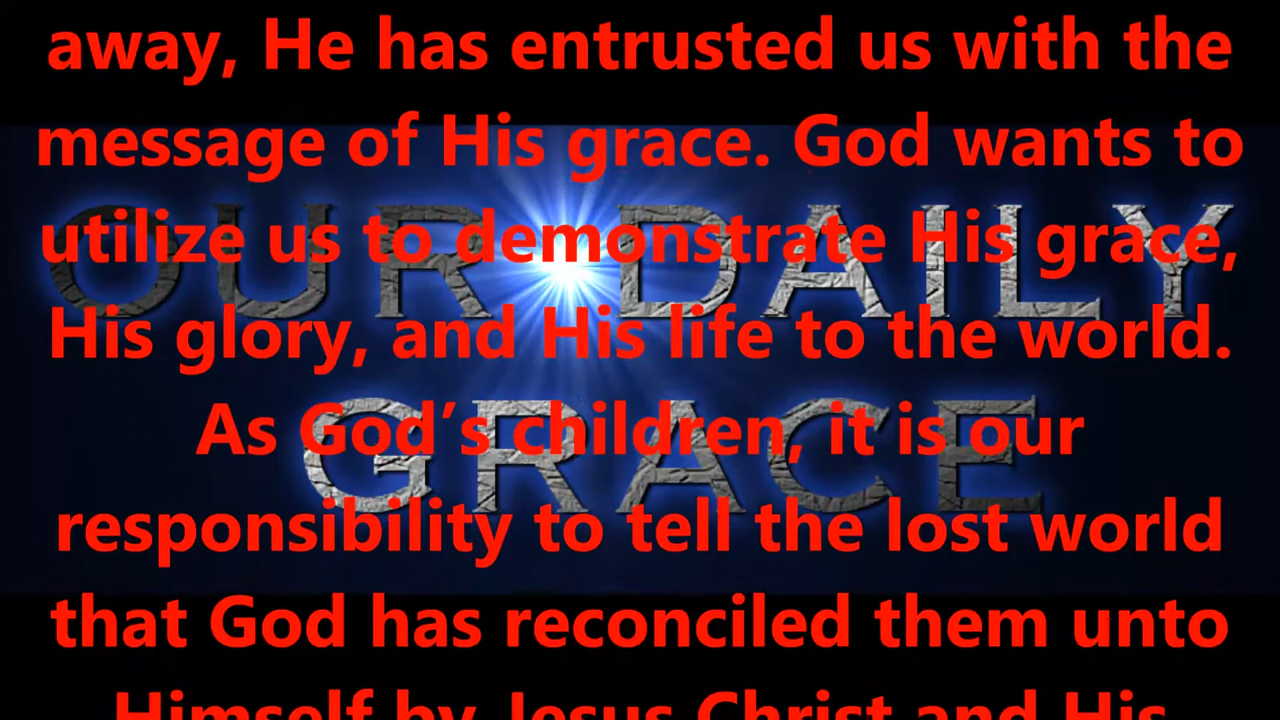 away, He has entrusted us with the
message of His grace. God wants to
utilize us to demonstrate His grace,
His glory, and His life to the world.
As God’s children, it is our
responsibility to tell the lost world
that God has reconciled them unto
Himself by Jesus Christ and His
OUR DAILY
GRACE